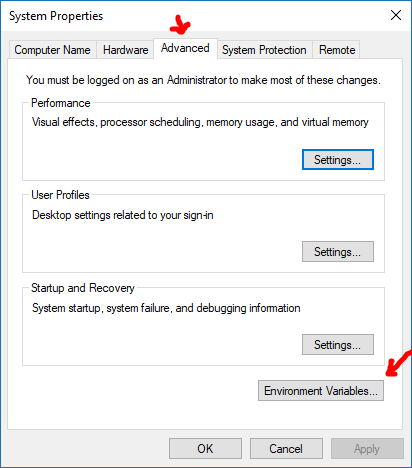 System Properties
Computer Name Hardware Advanced System Protection Remote
You must be logged on as an Administrator to make most of these changes.
Performance
Visual effects, processor scheduling, memory usage, and virtual memory
Settings...
User Profiles
Desktop settings related to your sign-in
Settings...
Startup and Recovery
System startup, system failure, and debugging information
Settings...
Environment Variables...
OK Cancel Apply